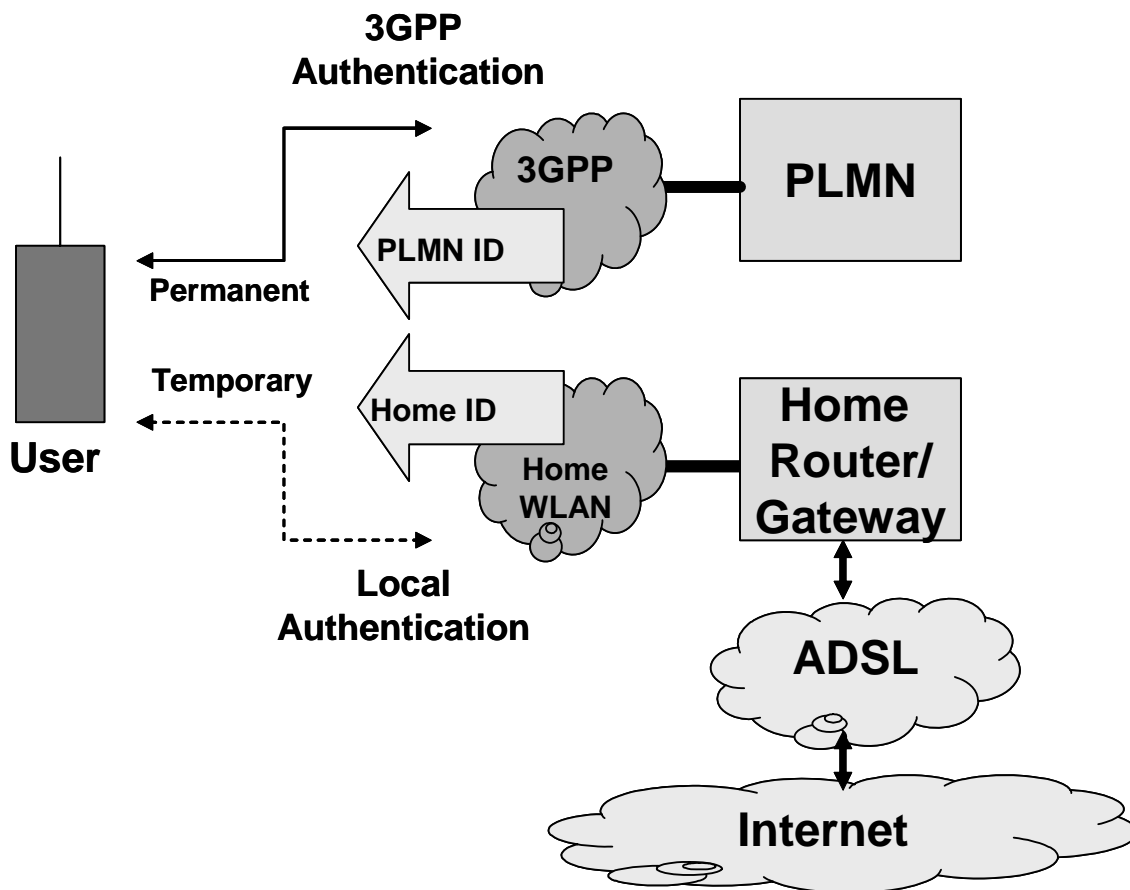 3GPP
Authentication
3GPP
PLMN
PLMN ID
Permanent
Temporary
Home ID
User
Home
WLAN
Home
Router/
Gateway
Local
Authentication
ADSL
Internet